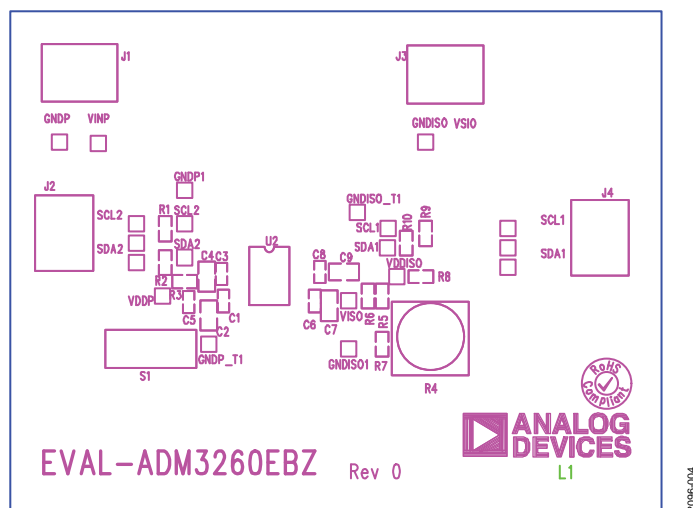 J1
J3
GNDP VINP
GNDISO VSIO
GNDP1
J2
GNDISO_T1
J4
SCL2
R1
SCL2
SCL1
R10
R9
SCL1
SDA2
SDA2
U2
SDA1
SDA1
C4
C3
C8
C9
VDDISO
R2
R3
R8
VDDP
C5
C1
C6
C7
VISO
R6
R5
C2
GNDP_T1
GNDISO1
R7
S1
R4
RoHS
Compliant
ANALOG
DEVICES
EVAL-ADM3260EBZ
Rev 0
L1